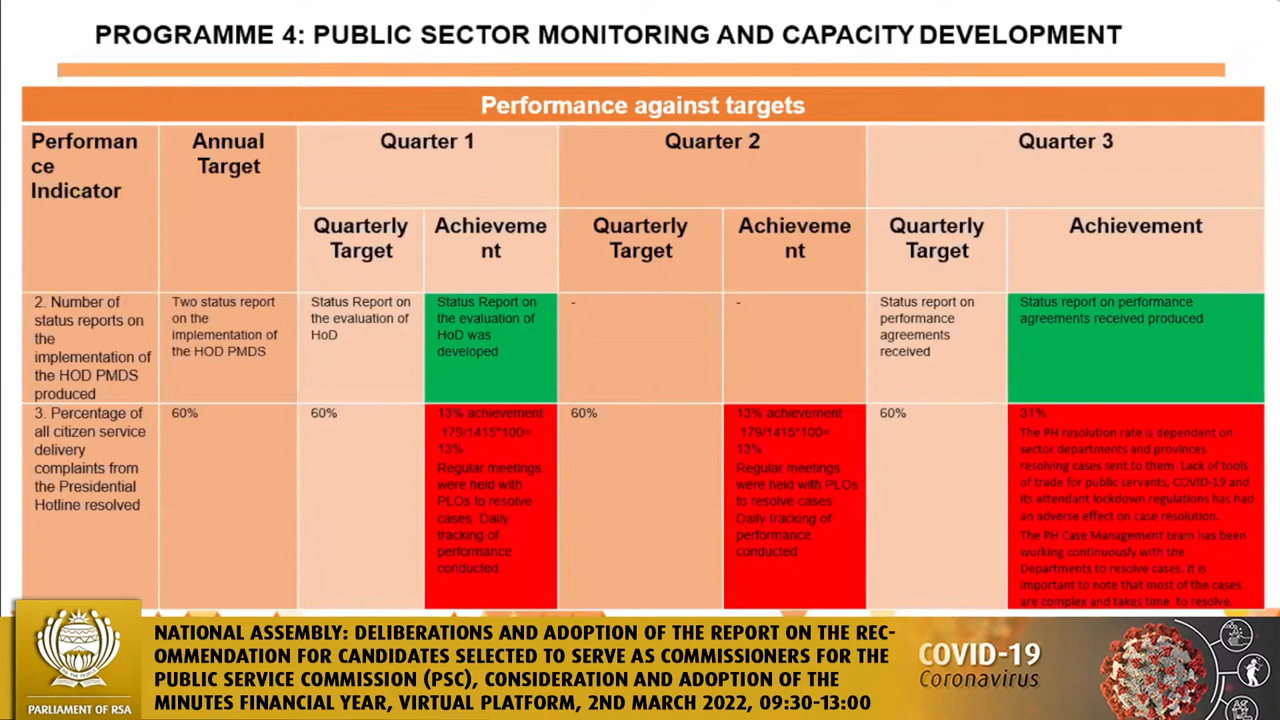 PROGRAMME 4: PUBLIC SECTOR MONITORING AND CAPACITY DEVELOPMENT
Performance against targets
Performan
ce
Indicator
Annual
Target
Quarter 1
Quarter 2
Quarter 3
Quarterly
Target
Achieveme
nt
Quarterly
Target
Achieveme
nt
Quarterly
Target
Achievement
2. Number of
status reports on
the
implementation of
the HOD PMDS
produced
Two status report
on the
implementation of
the HOD PMDS
Status Report on
the evaluation of
HoD
Status Report on
the evaluation of
HoD was
developed
-
-
Status report on
performance
agreements
received
Status report on performance
agreements received produced
3. Percentage of
all citizen service
delivery
complaints from
the Presidential
Hotline resolved
60%
60%
13% achievement
179/1415*100=
13%
Regular meetings
were held with
PLOs to resolve
cases. Daily
tracking of
performance
conducted
60%
13% achievement
179/1415*100=
13%
Regular meetings
were held with PLOs
to resolve cases
Daily tracking of
performance
conducted
60%
31%
The PH resolution rate is dependent on
sector departments and provinces
resolving cases sent to them Lack of tools
of trade for public servants, COVID-19 and
its attendant lockdown regulations has had
an adverse effect on case resolution.
The PH Case Management team has been
working continuously with the
Departments to resolve cases. It is
important to note that most of the cases
are complex and takes time to resolve.
PARLIAMENT OF RSA
NATIONAL ASSEMBLY: DELIBERATIONS AND ADOPTION OF THE REPORT ON THE REC-
OMMENDATION FOR CANDIDATES SELECTED TO SERVE AS COMMISSIONERS FOR THE
PUBLIC SERVICE COMMISSION (PSC), CONSIDERATION AND ADOPTION OF THE
MINUTES FINANCIAL YEAR, VIRTUAL PLATFORM, 2ND MARCH 2022, 09:30-13:00
COVID-19
Coronavirus